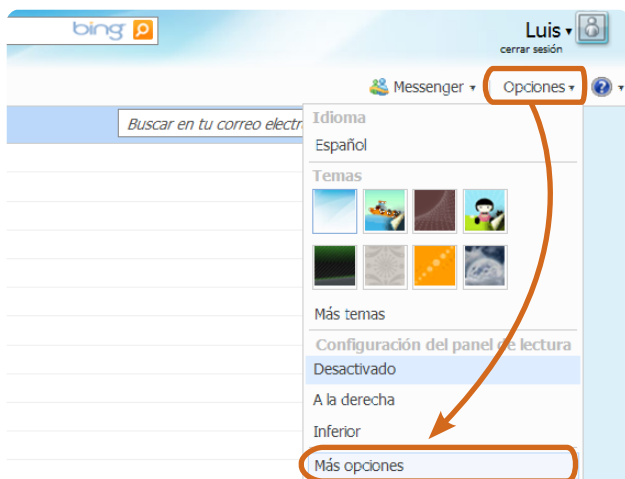 bing
Luis
cerrar sesión
Messenger Opciones
Buscar en tu correo electr
Idioma
Español
Temas
Más temas
Configuración del panel de lectura
Desactivado
A la derecha
Inferior
Más opciones